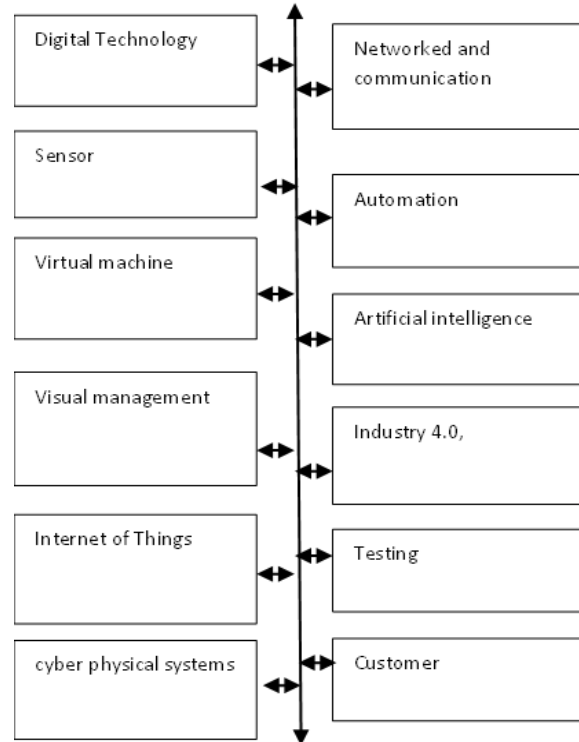 Digital Technology
Networked and
communication
Sensor
Automation
Virtual machine
Artificial intelligence
Visual management
Industry 4.0,
Internet of Things
Testing
cyber physical systems
Customer